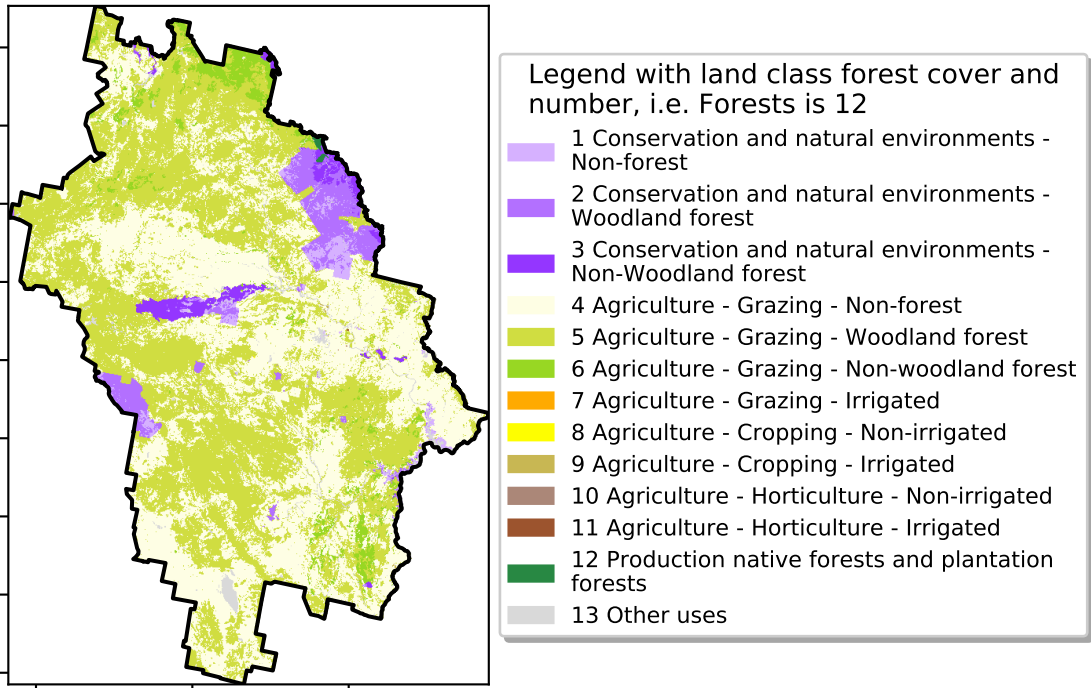 Legend with land class forest cover and
number, i.e. Forests is 12
1 Conservation and natural environments -
Non-forest
2 Conservation and natural environments -
Woodland forest
3 Conservation and natural environments -
Non-Woodland forest
4 Agriculture - Grazing - Non-forest
5 Agriculture - Grazing - Woodland forest
6 Agriculture - Grazing - Non-woodland forest
7 Agriculture - Grazing - Irrigated
8 Agriculture - Cropping - Non-irrigated
9 Agriculture - Cropping - Irrigated
10 Agriculture - Horticulture - Non-irrigated
11 Agriculture - Horticulture - Irrigated
12 Production native forests and plantation
forests
13 Other uses